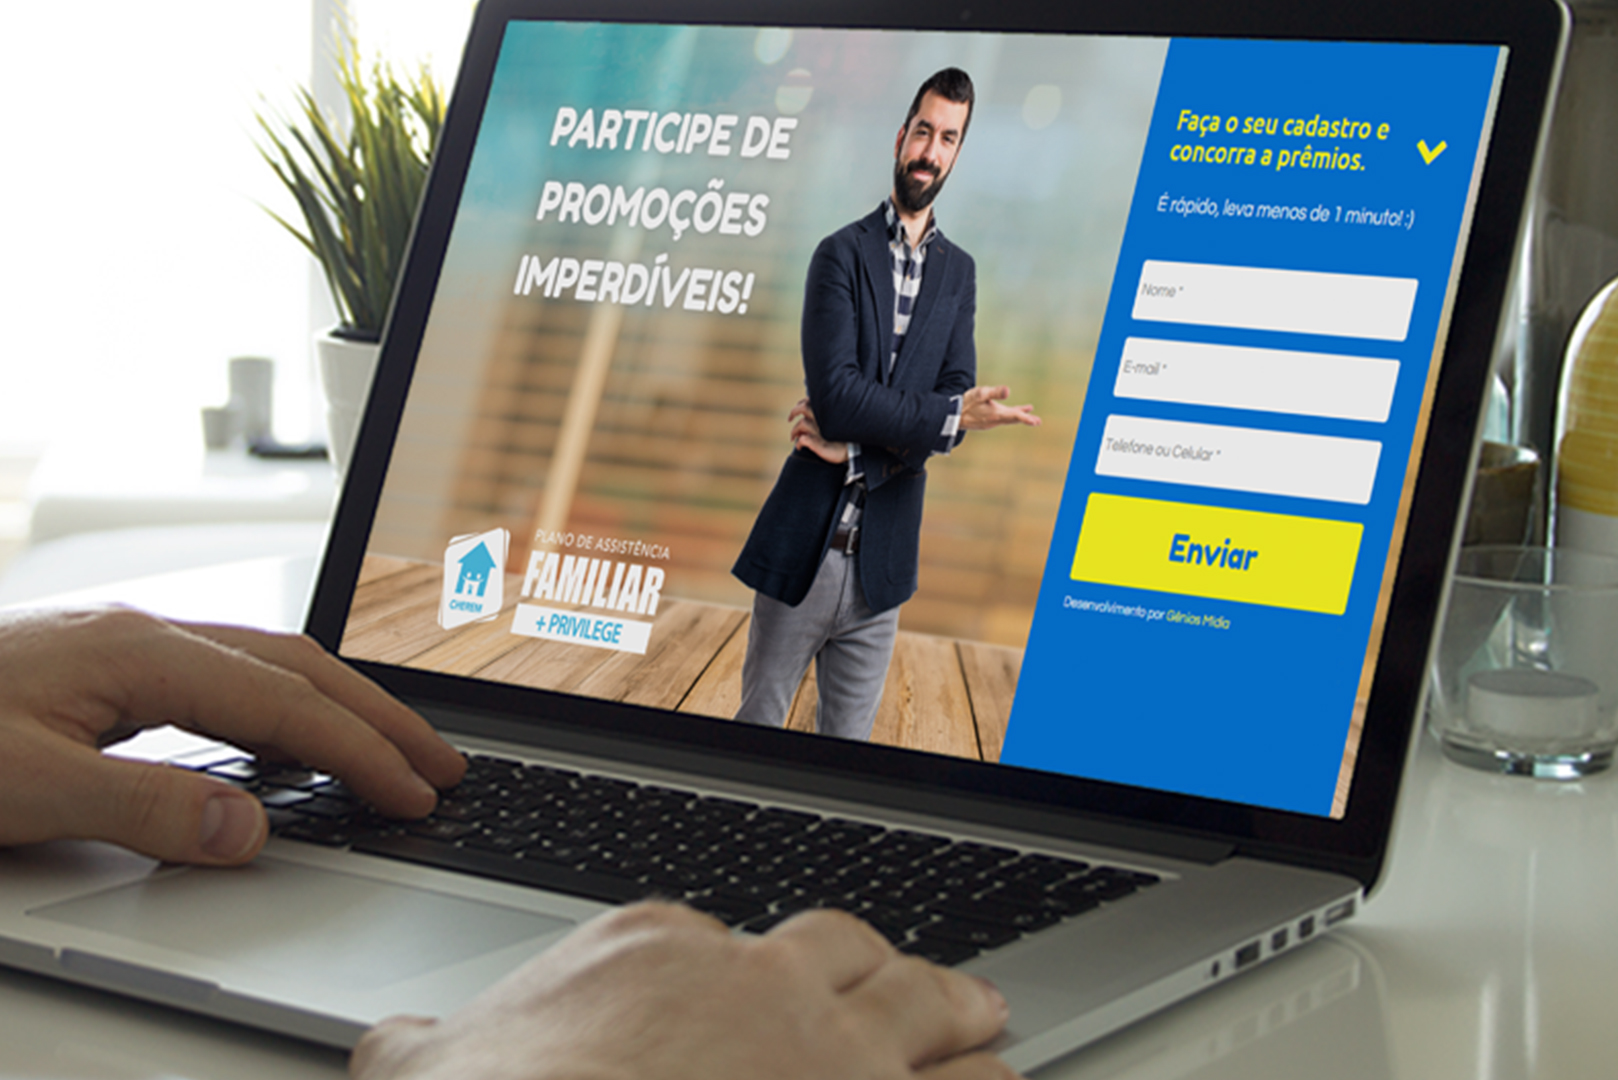 PARTICIPE DE
PROMOÇÕES
IMPERDÍVEIS!
CHEREM
PLANO DE ASSISTÊNCIA
FAMILIAR
+ PRIVILEGE
Faça o seu cadastro e
concorra a prêmios.
É rápido, leva menos de 1 minuto! :)
Nome *
E-mail *
Telefone ou Celular *
Enviar
Desenvolvimento por Gênios Mídia